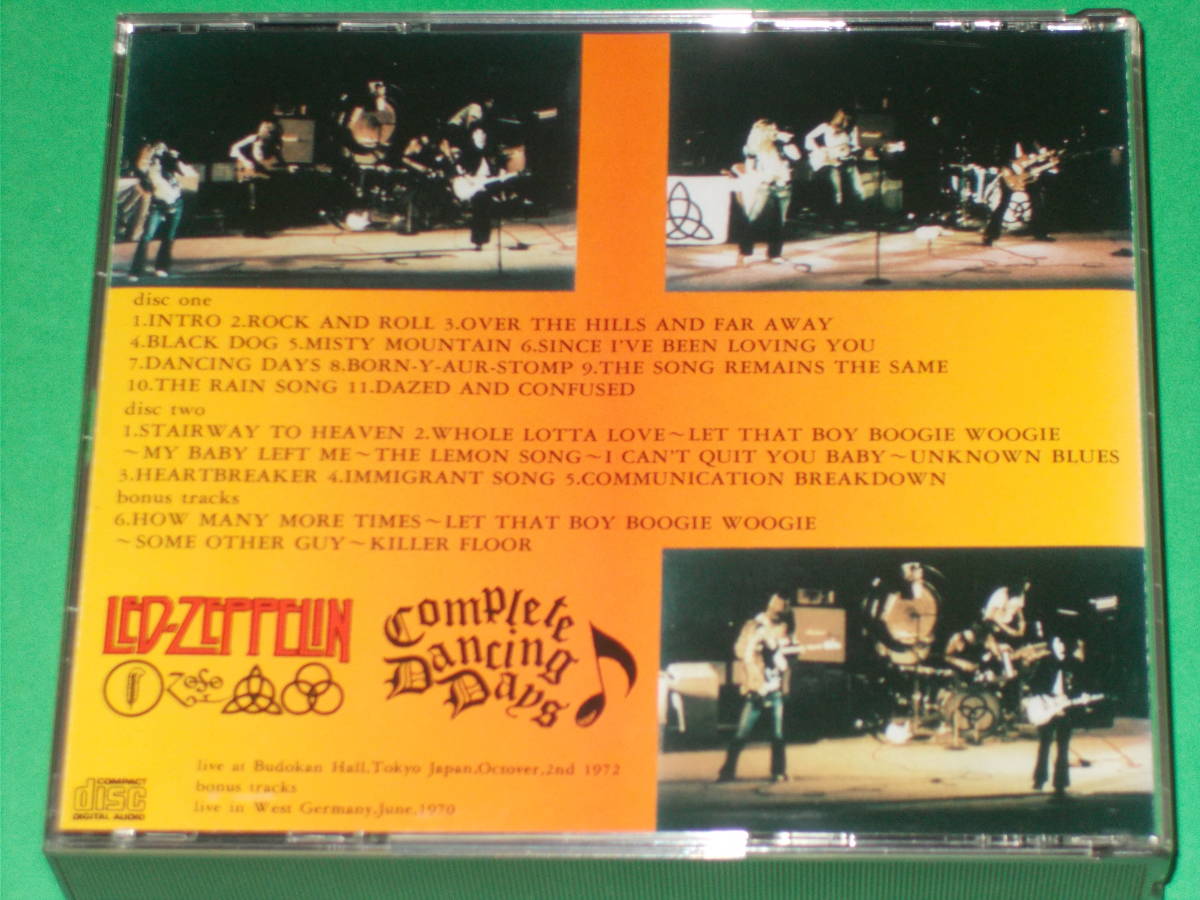 disc one
1.INTRO 2.ROCK AND ROLL 3.OVER THE HILLS AND FAR AWAY
4.BLACK DOG 5.MISTY MOUNTAIN 6.SINCE I'VE BEEN LOVING YOU
7.DANCING DAYS 8.BORN-Y-AUR-STOMP 9.THE SONG REMAINS THE SAME
10.THE RAIN SONG 11.DAZED AND CONFUSED
disc two
1.STAIRWAY TO HEAVEN 2.WHOLE LOTTA LOVE~LET THAT BOY BOOGIE WOOGIE
~MY BABY LEFT ME~THE LEMON SONG~I CAN'T QUIT YOU BABY~UNKNOWN BLUES
3.HEARTBREAKER 4.IMMIGRANT SONG 5.COMMUNICATION BREAKDOWN
bonus tracks
6.HOW MANY MORE TIMES~LET THAT BOY BOOGIE WOOGIE
~SOME OTHER GUY~KILLER FLOOR
LED-ZEPPELIN
ZoSo
Complete
Dancing
Days
live at Budokan Hall,Tokyo Japan,Octover,2nd 1972
bonus tracks
live in West Germany,June,1970
COMPACT
disc
DIGITAL AUDIO